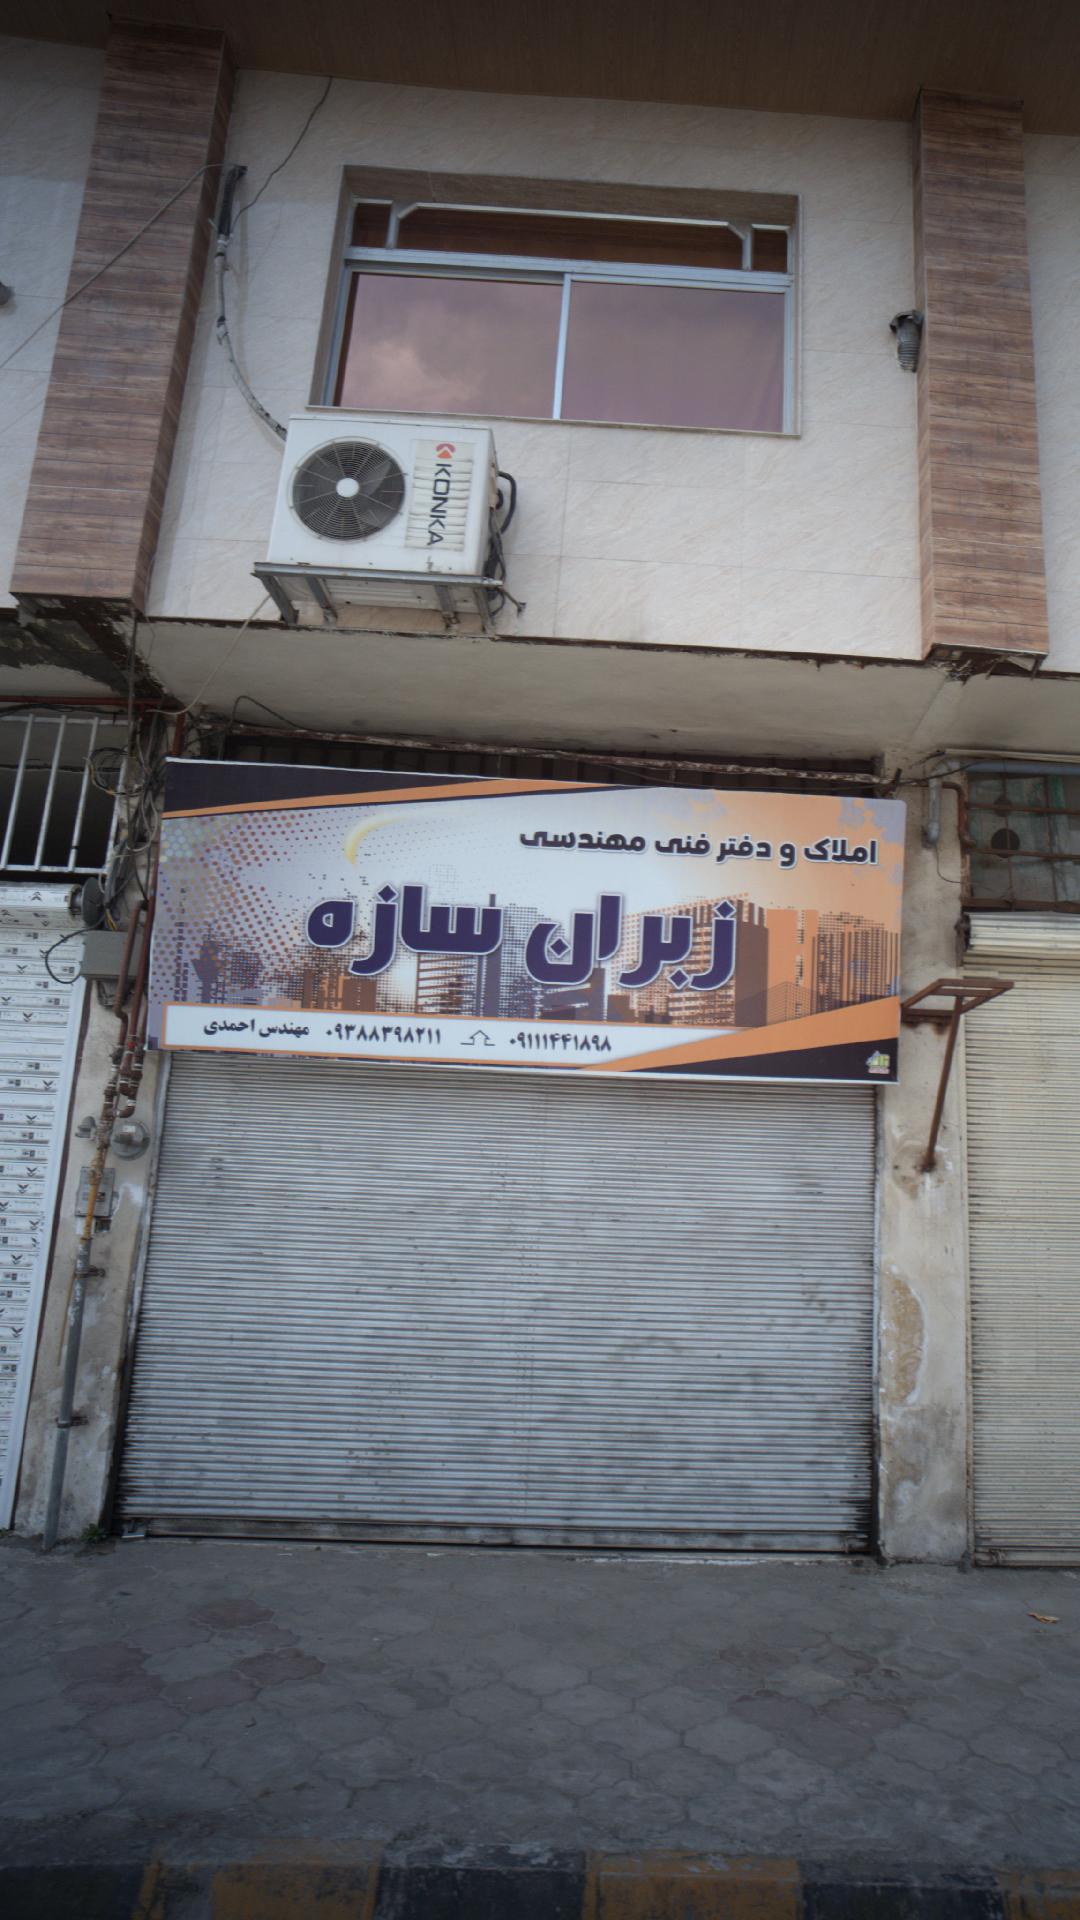 KONKA
املاک و دفتر فنی مهندسی
زبران سازه
۰۹۱۱۱۴۴۱۸۹۸ ۰۹۳۸۸۳۹۸۲۱۱ مهندس احمدی